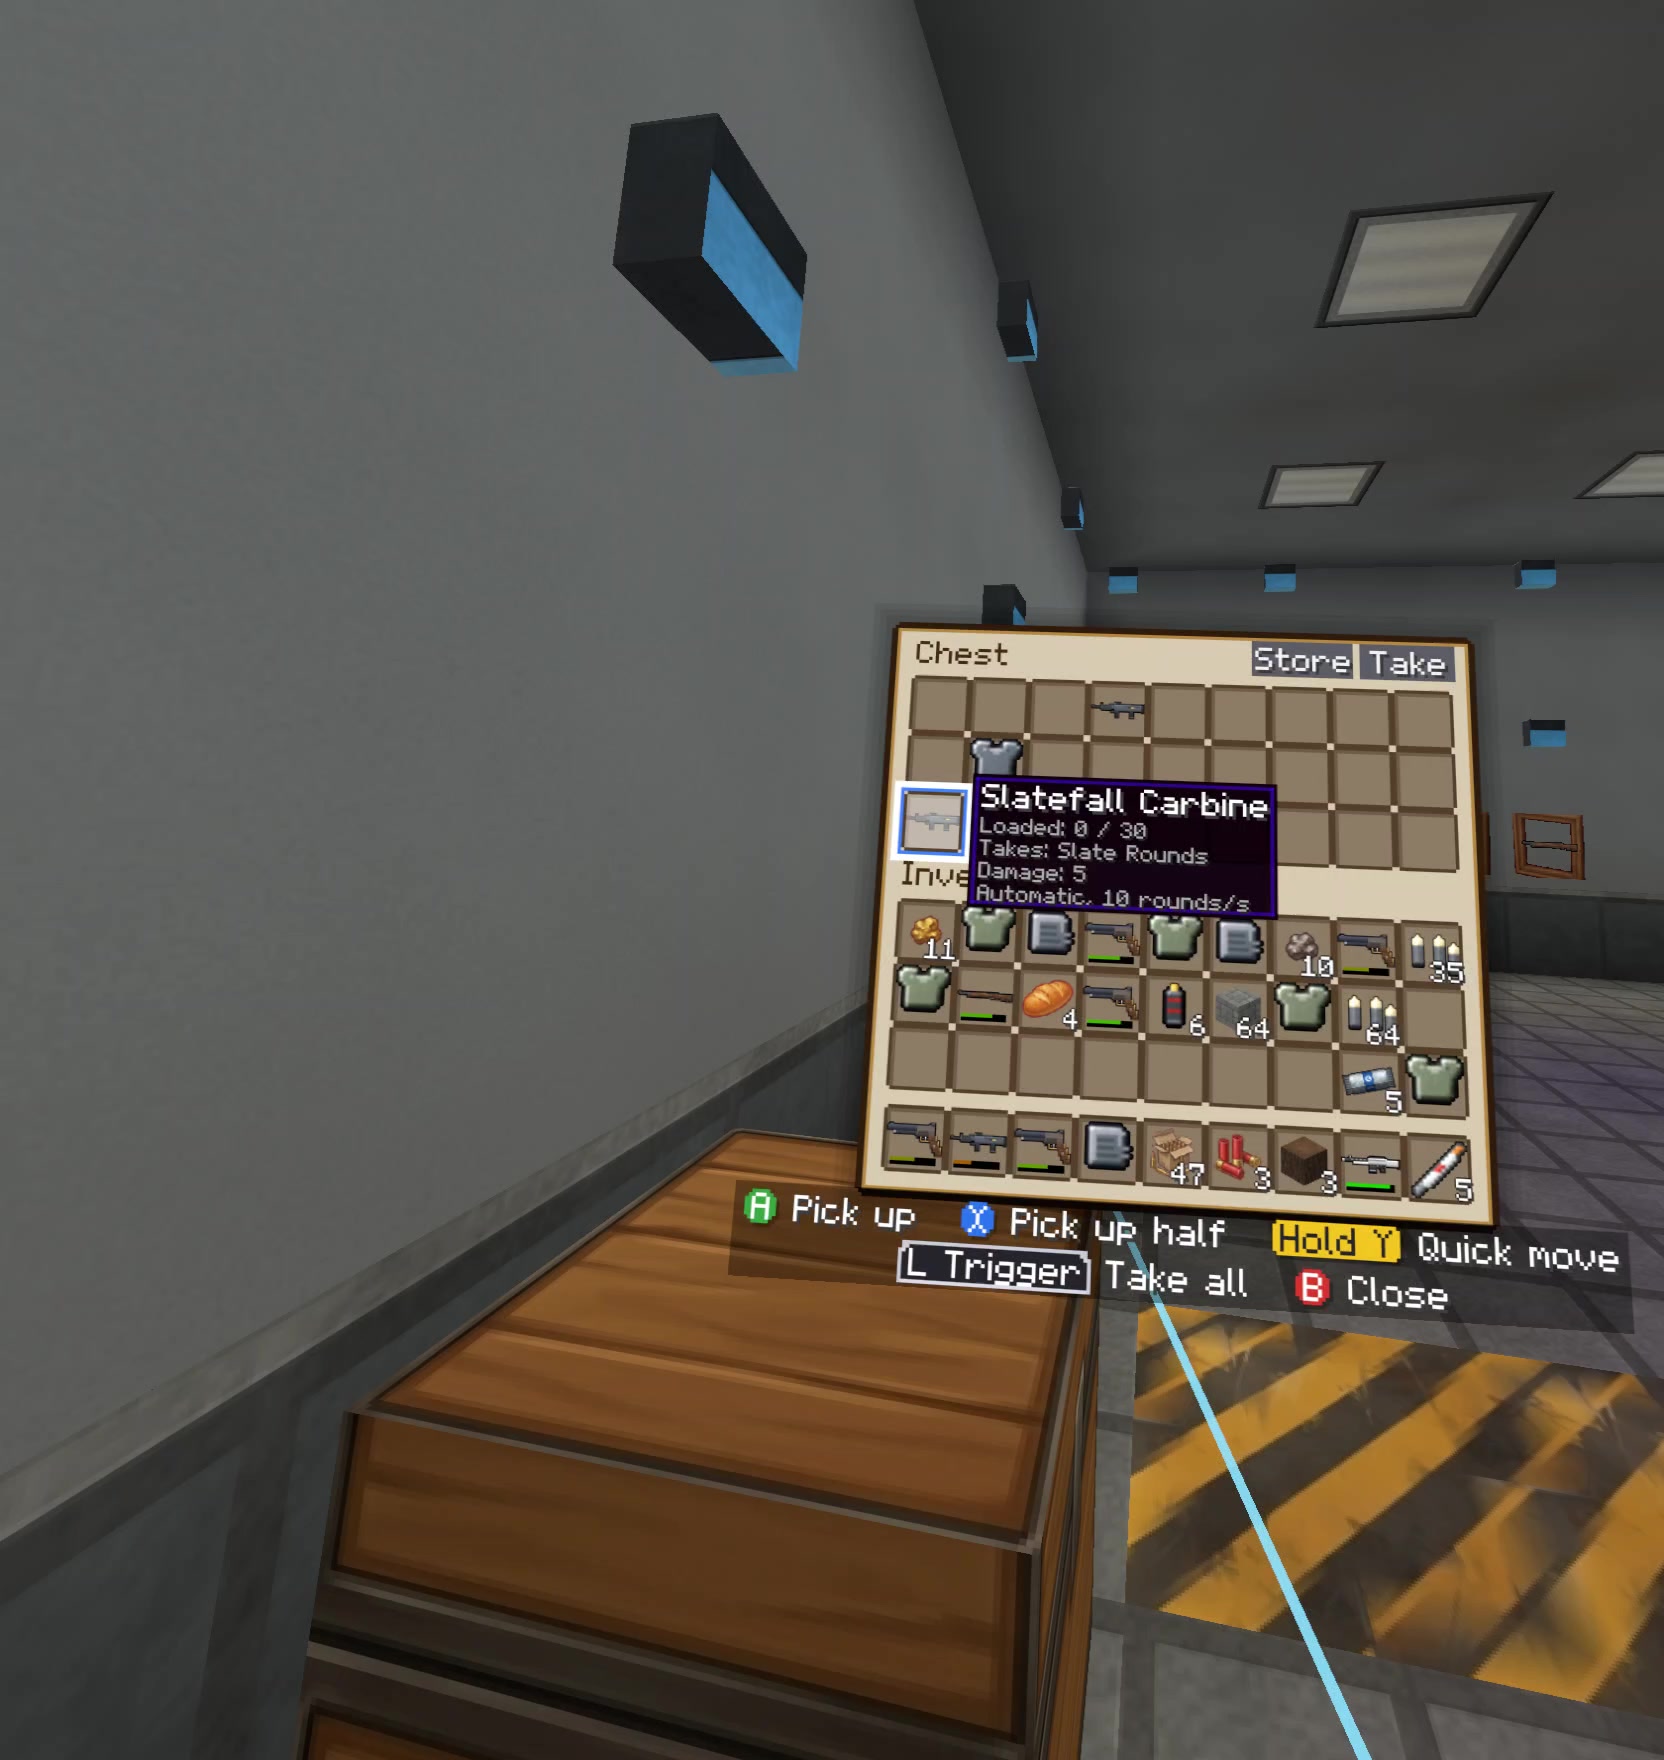 Chest
Store Take
Slatefall Carbine
Loaded: 0 / 30
Takes: Slate Rounds
Damage: 5
Automatic, 10 rounds/s
Inve
11
10
35
4
6
64
64
5
47
3
3
5
A Pick up X Pick up half Hold Y Quick move
L Trigger Take all B Close